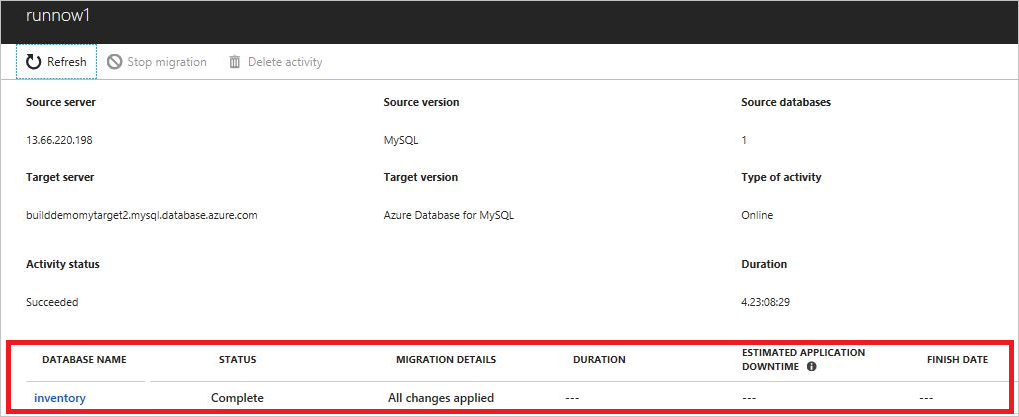 runnow1
Refresh Stop migration Delete activity
Source server Source version Source databases
13.66.220.198 MySQL 1
Target server Target version Type of activity
builddemomytarget2.mysql.database.azure.com Azure Database for MySQL Online
Activity status Duration
Succeeded 4.23:08:29
DATABASE NAME STATUS MIGRATION DETAILS DURATION ESTIMATED APPLICATION DOWNTIME FINISH DATE
inventory Complete All changes applied --- --- ---